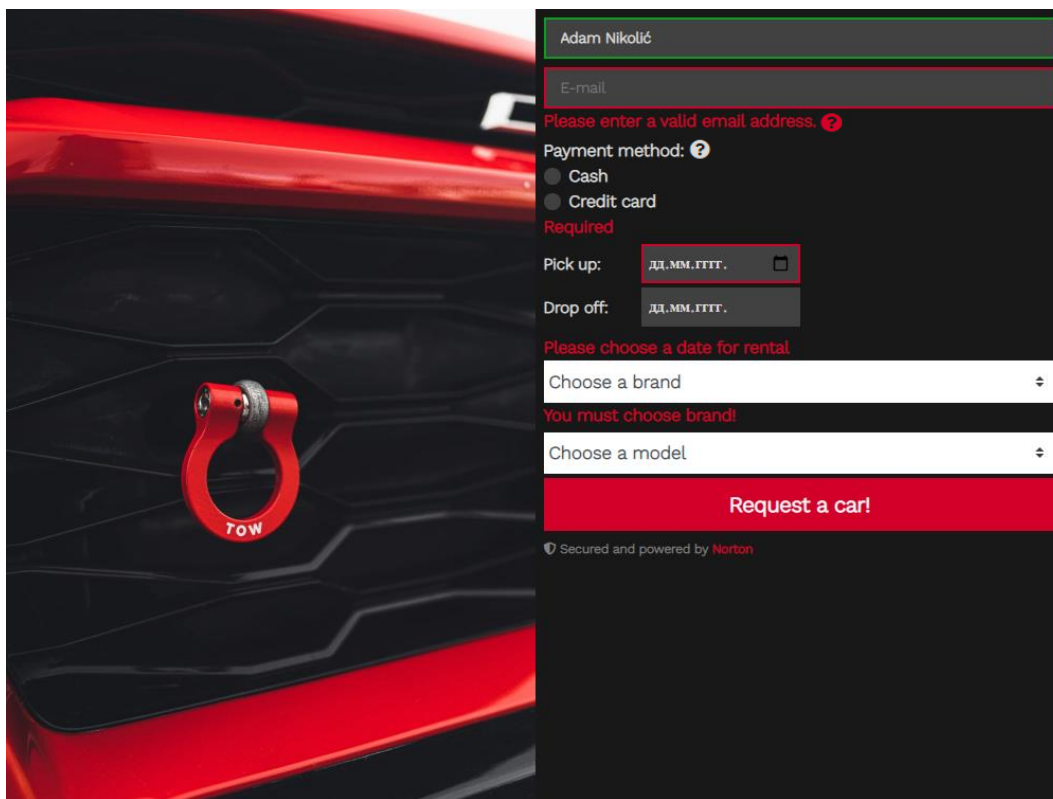 Adam Nikolić
E-mail
Please enter a valid email address. ?
Payment method: ?
Cash
Credit card
Required
Pick up: дд.мм.гггг.
Drop off: дд.мм.гггг.
Please choose a date for rental
Choose a brand
You must choose brand!
Choose a model
Request a car!
Secured and powered by Norton
TOW